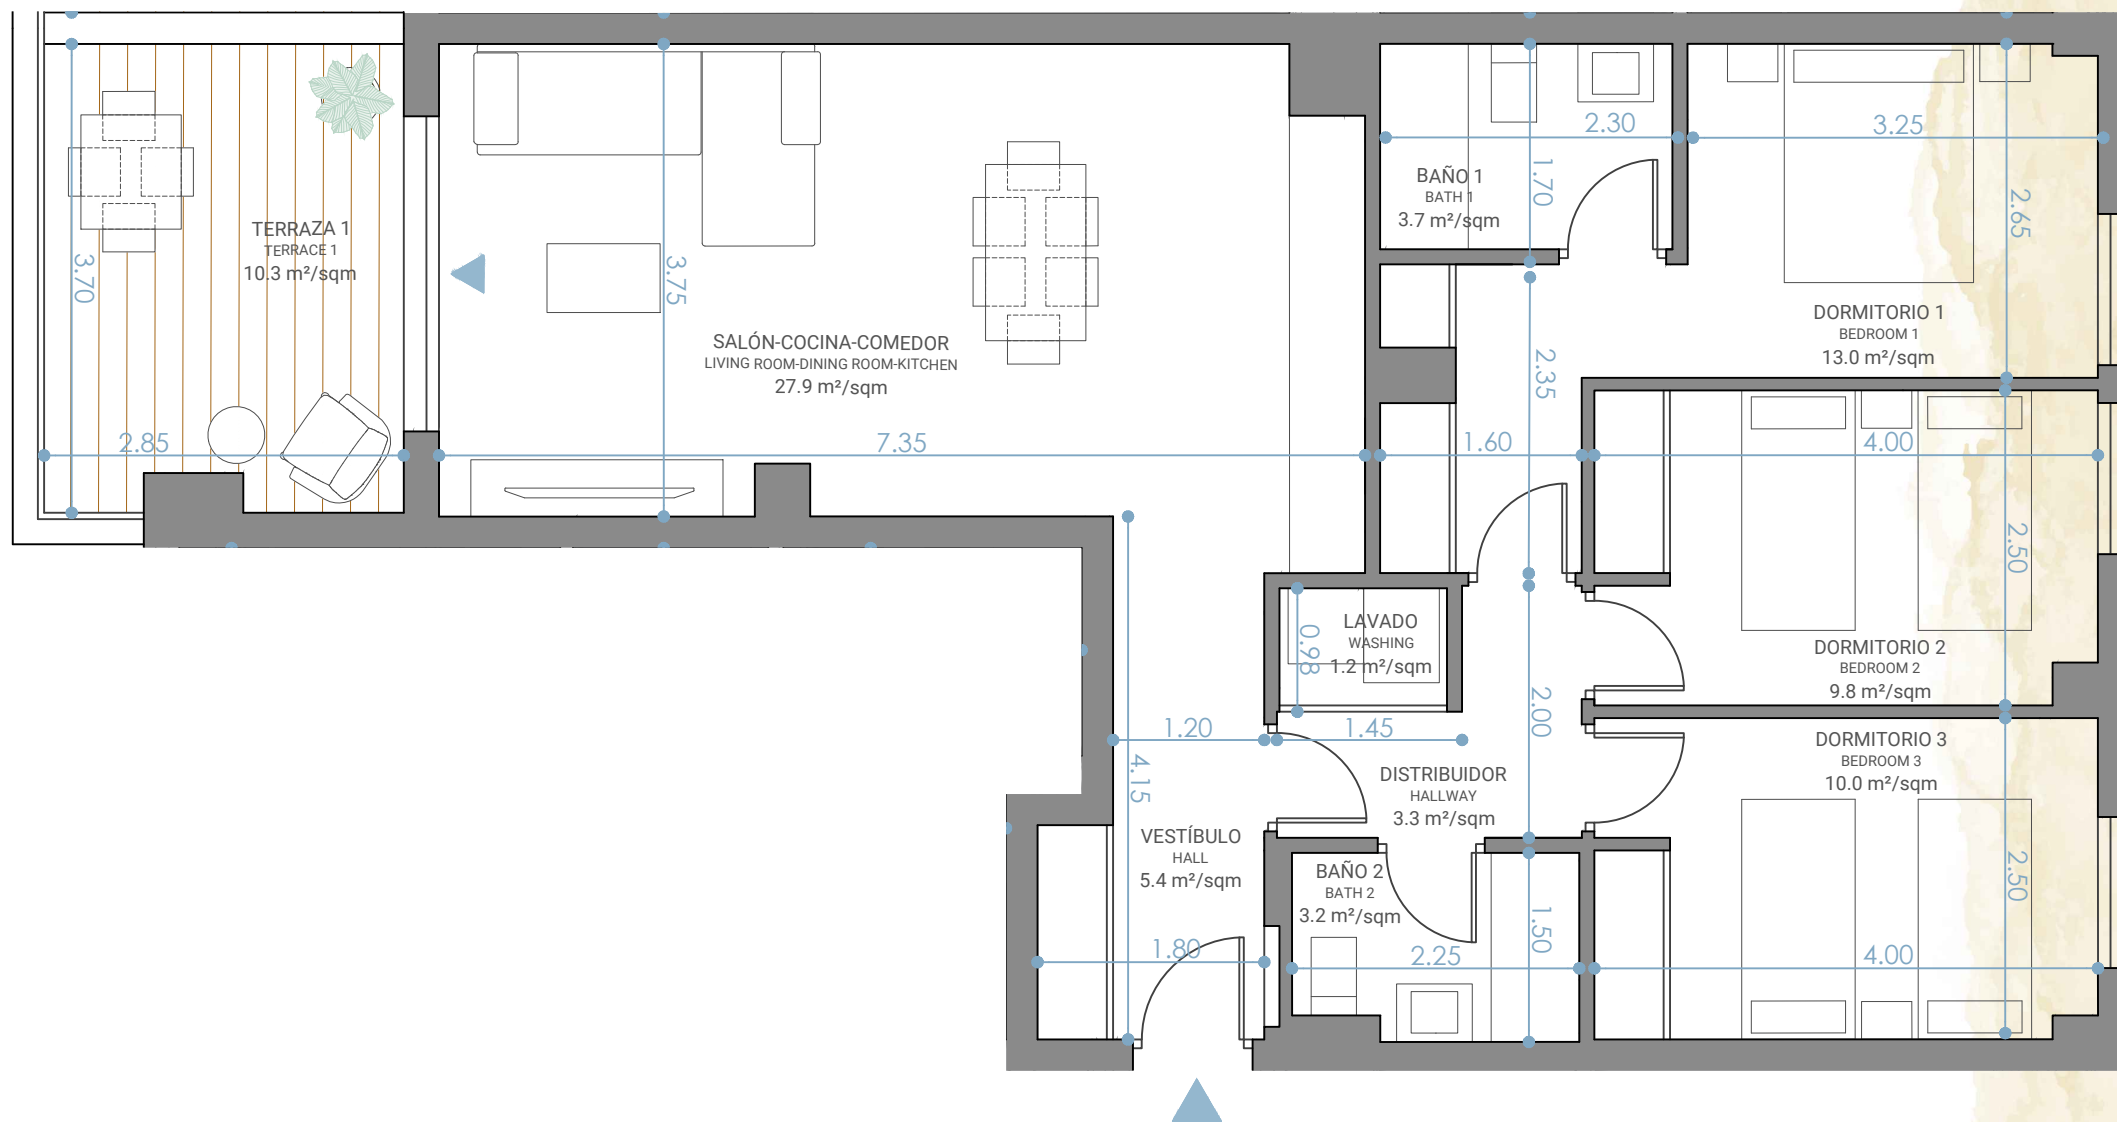 TERRAZA 1
TERRACE 1
10.3 m²/sqm
3.70
2.85
SALÓN-COCINA-COMEDOR
LIVING ROOM-DINING ROOM-KITCHEN
27.9 m²/sqm
3.75
7.35
BAÑO 1
BATH 1
3.7 m²/sqm
2.30
1.70
3.25
2.65
DORMITORIO 1
BEDROOM 1
13.0 m²/sqm
2.35
1.60
4.00
2.50
DORMITORIO 2
BEDROOM 2
9.8 m²/sqm
LAVADO
WASHING
1.2 m²/sqm
0.98
1.20
1.45
2.00
4.15
DISTRIBUIDOR
HALLWAY
3.3 m²/sqm
DORMITORIO 3
BEDROOM 3
10.0 m²/sqm
2.50
4.00
VESTÍBULO
HALL
5.4 m²/sqm
1.80
BAÑO 2
BATH 2
3.2 m²/sqm
1.50
2.25